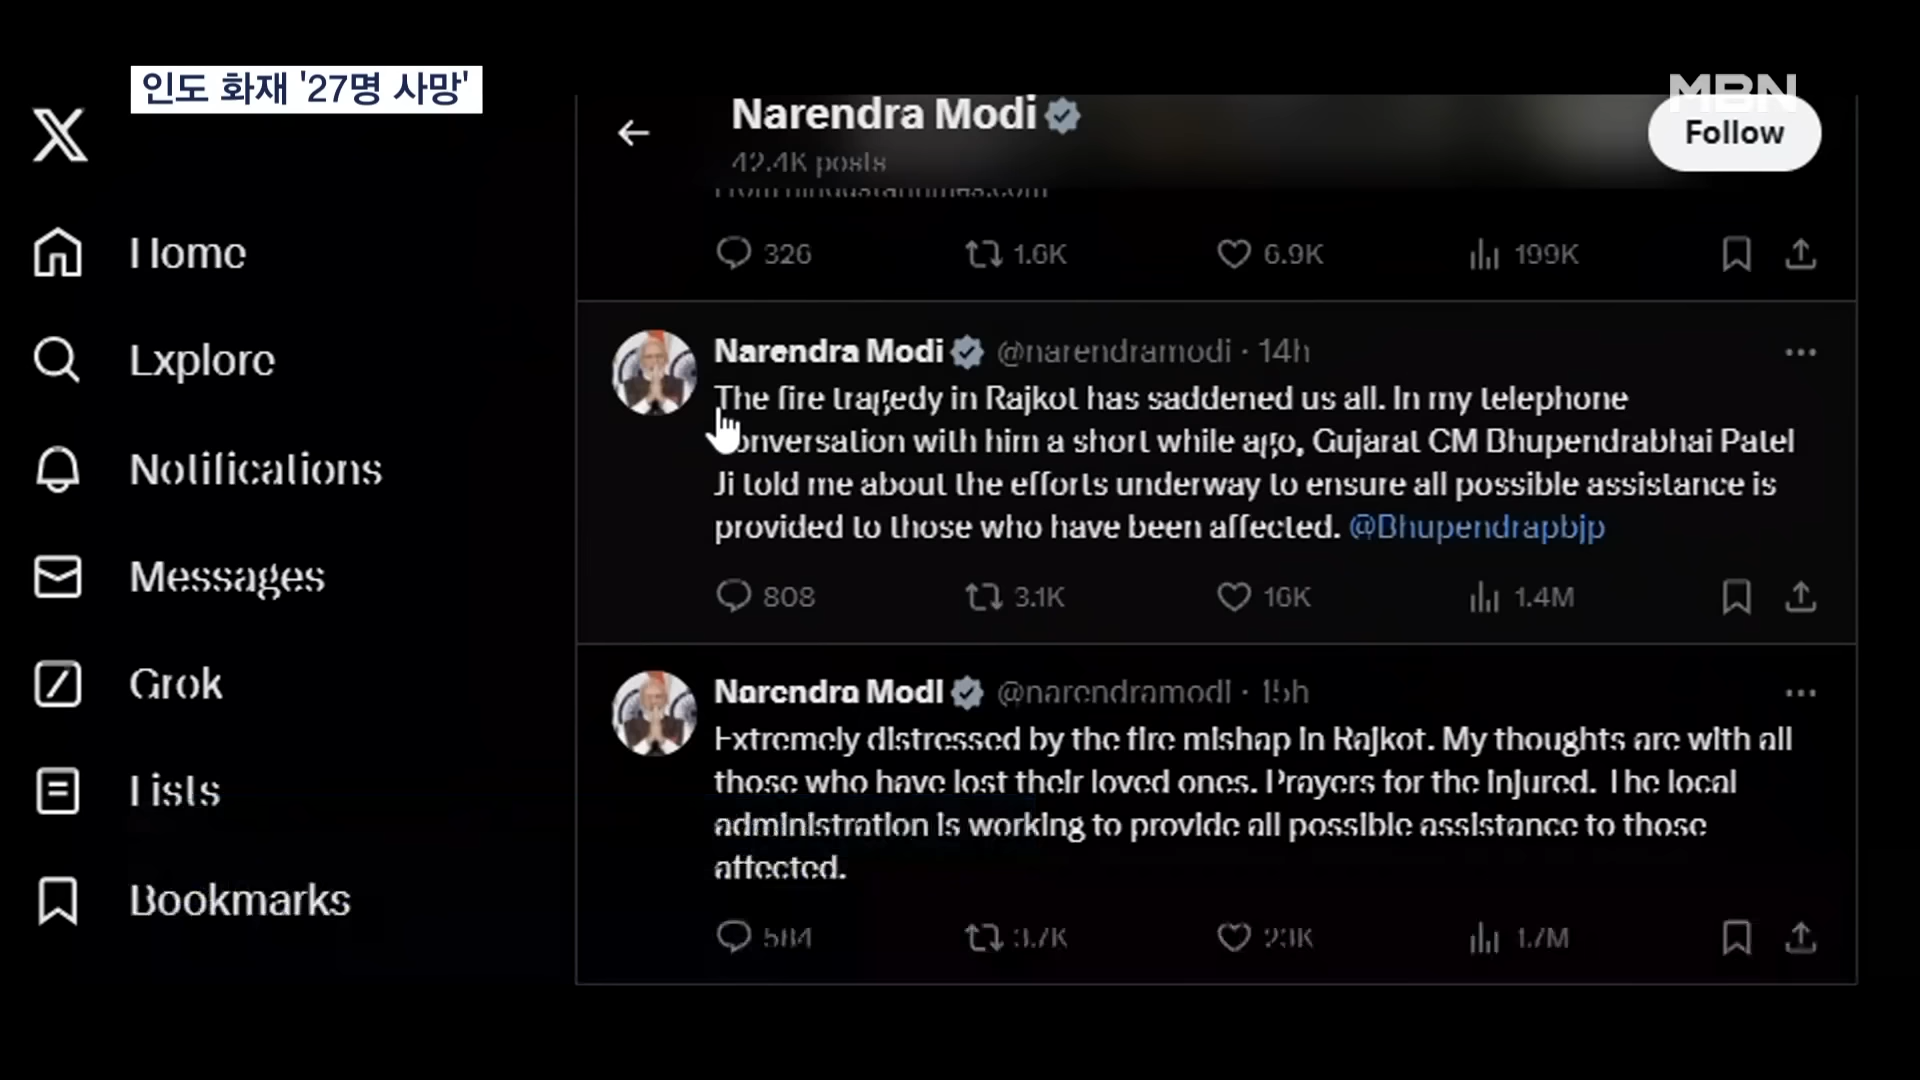 인도 화재 '27명 사망'
MBN
Narendra Modi
42.4K posts
Follow
From hindustantimes.com
326 1.6K 6.9K 199K
Home
Explore
Notifications
Messages
Grok
Lists
Bookmarks
Narendra Modi @narendramodi · 14h
The fire tragedy in Rajkot has saddened us all. In my telephone
conversation with him a short while ago, Gujarat CM Bhupendrabhai Patel
Ji told me about the efforts underway to ensure all possible assistance is
provided to those who have been affected. @Bhupendrapbjp
808 3.1K 16K 1.4M
Narendra Modi @narendramodi · 15h
Extremely distressed by the fire mishap in Rajkot. My thoughts are with all
those who have lost their loved ones. Prayers for the injured. The local
administration is working to provide all possible assistance to those
affected.
584 3.7K 23K 1.7M